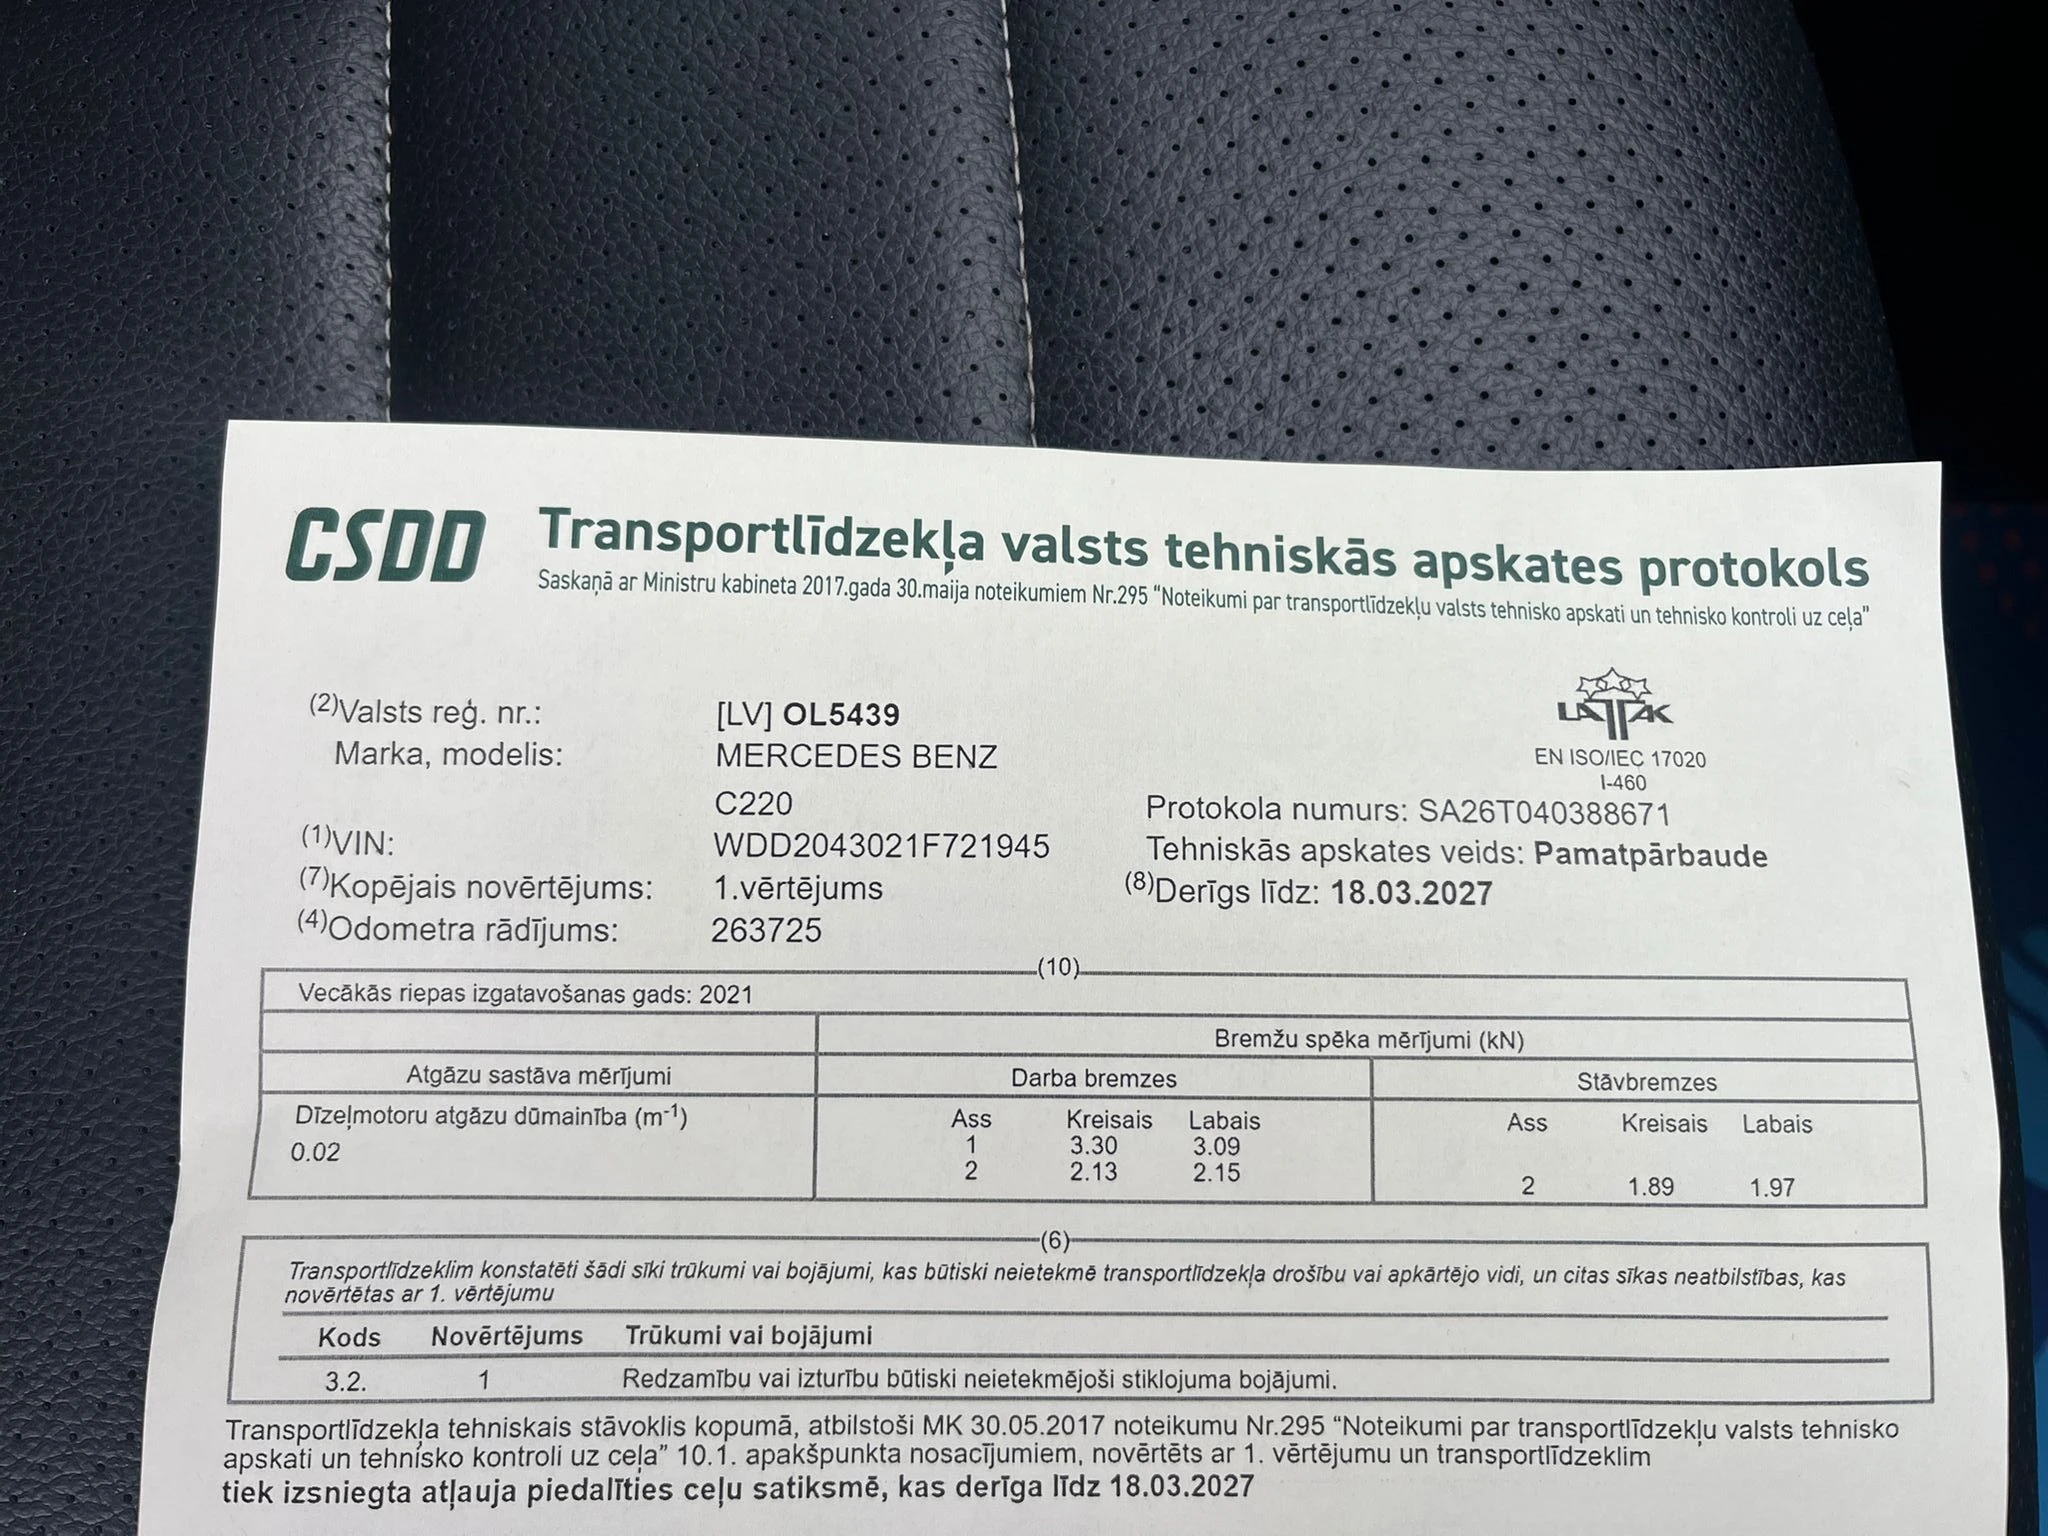 CSDD
Transportlīdzekļa valsts tehniskās apskates protokols
Saskaņā ar Ministru kabineta 2017.gada 30.maija noteikumiem Nr.295 "Noteikumi par transportlīdzekļu valsts tehnisko apskati un tehnisko kontroli uz ceļa"
LATAK
EN ISO/IEC 17020
I-460
(2)Valsts reģ. nr.: [LV] OL5439
Marka, modelis: MERCEDES BENZ
C220
Protokola numurs: SA26T040388671
(1)VIN: WDD2043021F721945
Tehniskās apskates veids: Pamatpārbaude
(7)Kopējais novērtējums: 1.vērtējums
(8)Derīgs līdz: 18.03.2027
(4)Odometra rādījums: 263725
(10)
Vecākās riepas izgatavošanas gads: 2021
Bremžu spēka mērījumi (kN)
Atgāzu sastāva mērījumi Darba bremzes Stāvbremzes
Dīzeļmotoru atgāzu dūmainība (m-1) Ass Kreisais Labais Ass Kreisais Labais
0.02 1 3.30 3.09
2 2.13 2.15 2 1.89 1.97
(6)
Transportlīdzeklim konstatēti šādi sīki trūkumi vai bojājumi, kas būtiski neietekmē transportlīdzekļa drošību vai apkārtējo vidi, un citas sīkas neatbilstības, kas
novērtētas ar 1. vērtējumu
Kods Novērtējums Trūkumi vai bojājumi
3.2. 1 Redzamību vai izturību būtiski neietekmējoši stiklojuma bojājumi.
Transportlīdzekļa tehniskais stāvoklis kopumā, atbilstoši MK 30.05.2017 noteikumu Nr.295 "Noteikumi par transportlīdzekļu valsts tehnisko
apskati un tehnisko kontroli uz ceļa" 10.1. apakšpunkta nosacījumiem, novērtēts ar 1. vērtējumu un transportlīdzeklim
tiek izsniegta atļauja piedalīties ceļu satiksmē, kas derīga līdz 18.03.2027